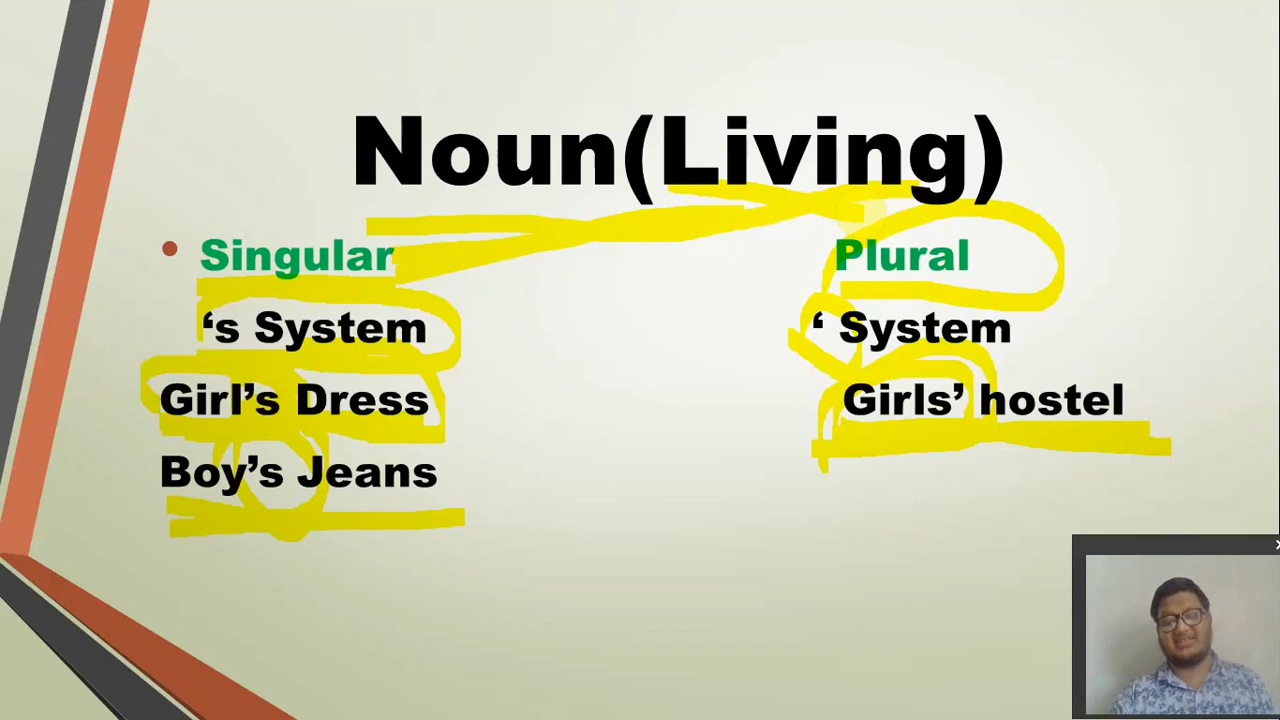 Noun(Living)
• Singular Plural
‘s System ‘ System
Girl’s Dress Girls’ hostel
Boy’s Jeans